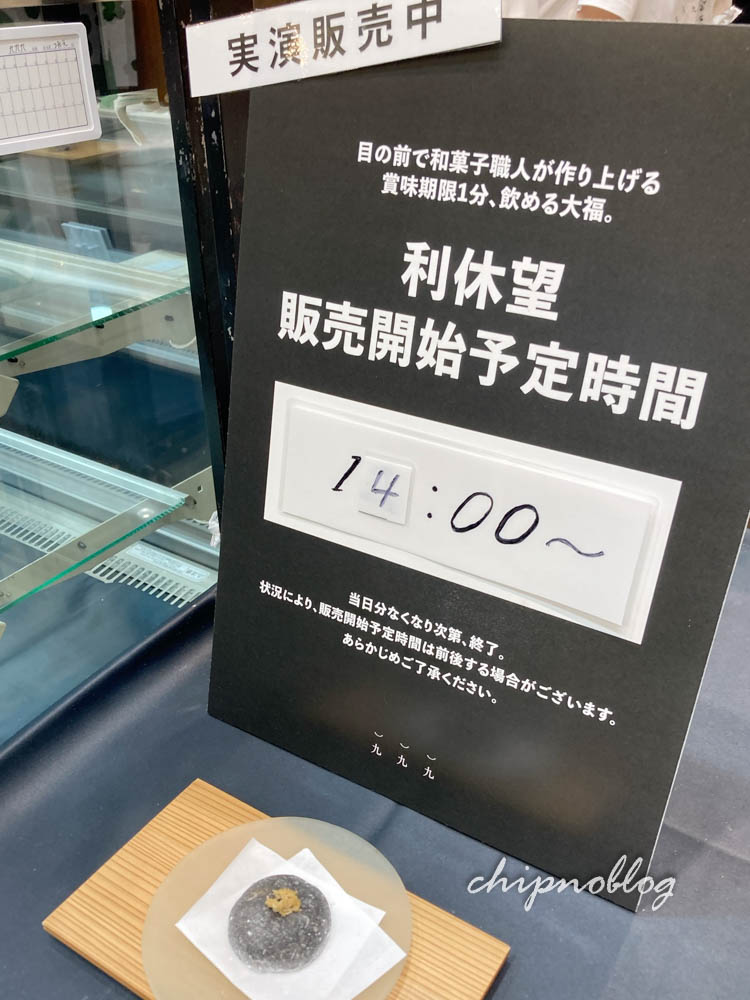 実演販売中
目の前で和菓子職人が作り上げる
賞味期限1分、飲める大福。
利休望
販売開始予定時間
14:00~
当日分なくなり次第、終了。
状況により、販売開始予定時間は前後する場合がございます。
あらかじめご了承ください。
九九九
chipnoblog